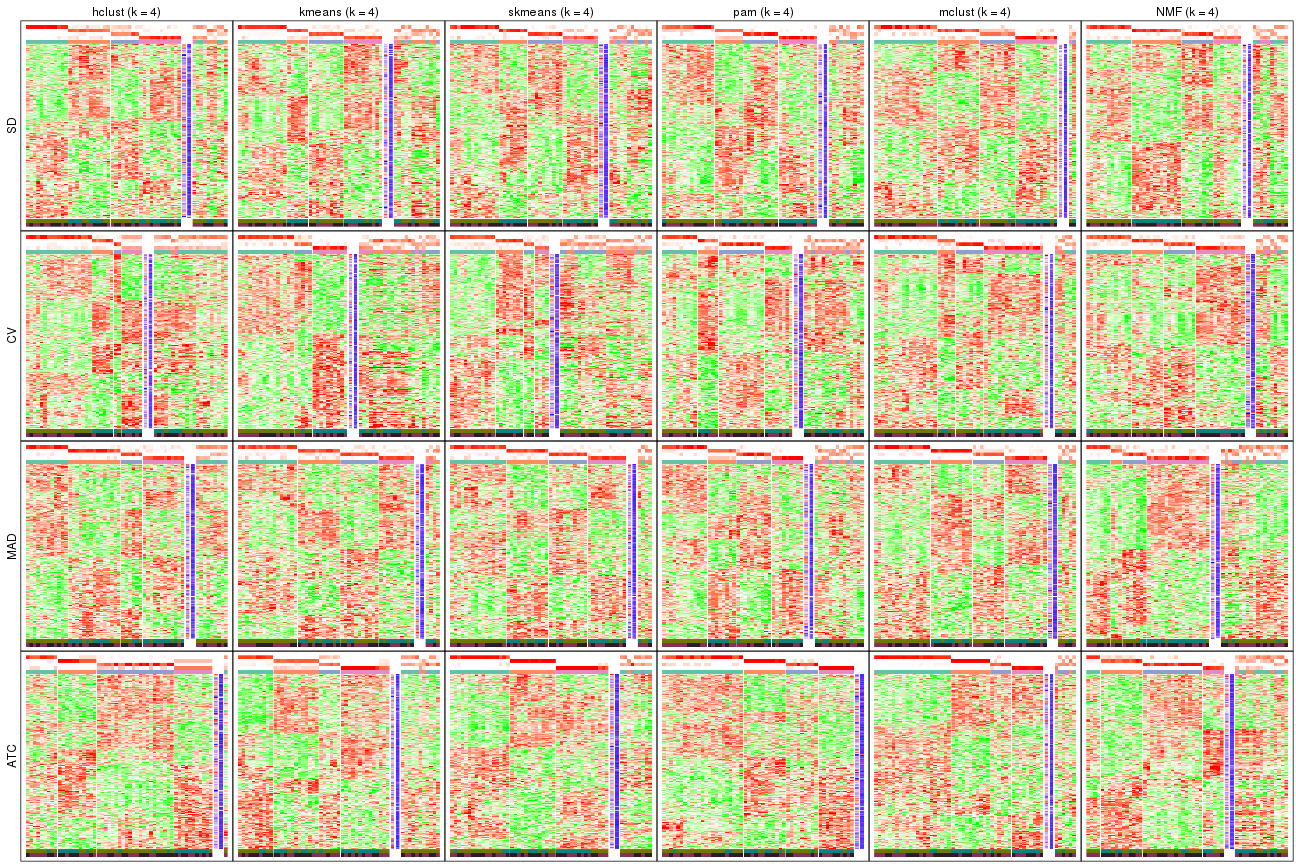 hclust (k = 4) kmeans (k = 4) skmeans (k = 4) pam (k = 4) mclust (k = 4) NMF (k = 4)
SD
CV
MAD
ATC